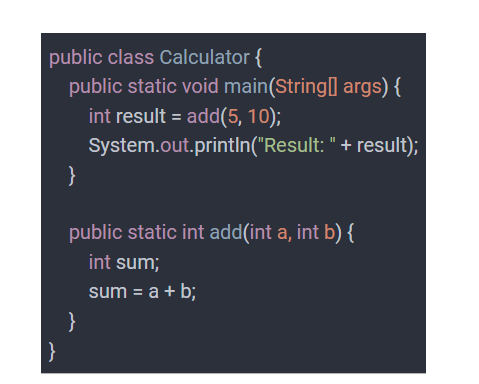 public class Calculator {
public static void main(String[] args) {
int result = add(5, 10);
System.out.println("Result: " + result);
}
public static int add(int a, int b) {
int sum;
sum = a + b;
}
}